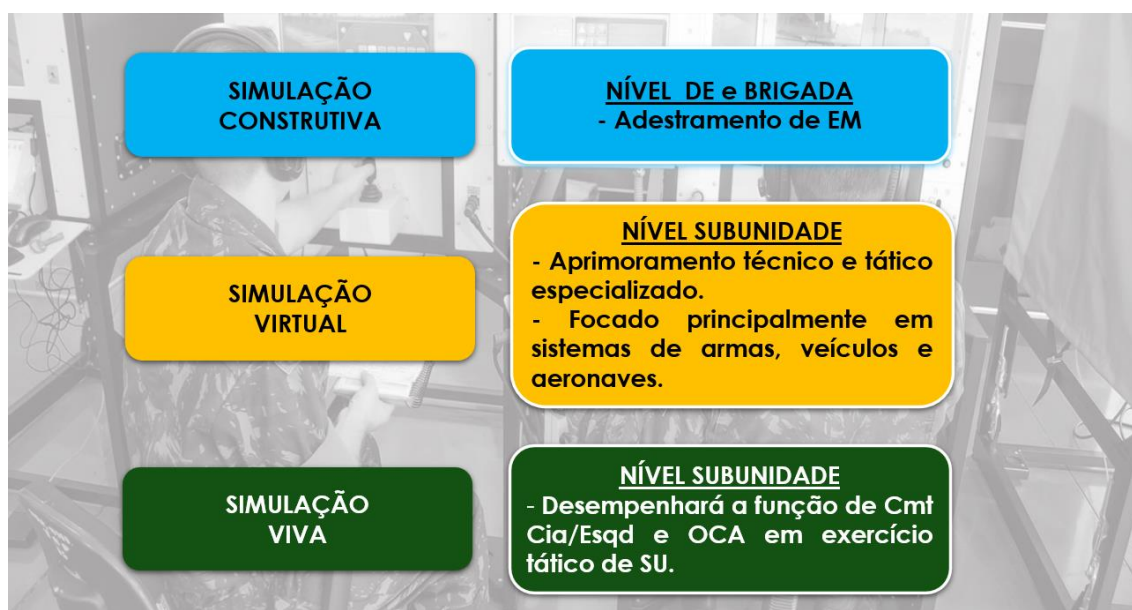 SIMULAÇÃO
CONSTRUTIVA
NÍVEL DE e BRIGADA
- Adestramento de EM
SIMULAÇÃO
VIRTUAL
NÍVEL SUBUNIDADE
- Aprimoramento técnico e tático
especializado.
- Focado principalmente em
sistemas de armas, veículos e
aeronaves.
SIMULAÇÃO
VIVA
NÍVEL SUBUNIDADE
- Desempenhará a função de Cmt
Cia/Esqd e OCA em exercício
tático de SU.